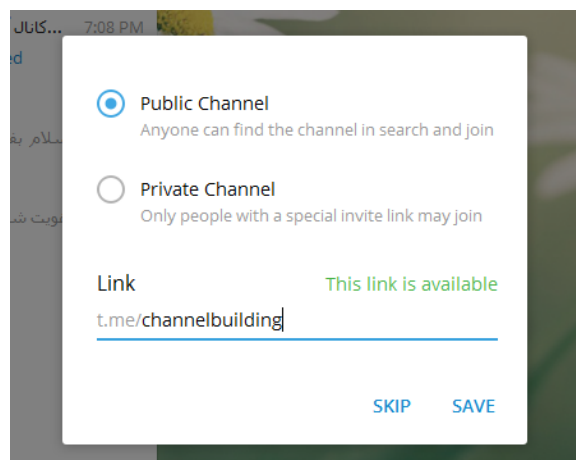 کانال... 7:08 PM
Public Channel
Anyone can find the channel in search and join
Private Channel
Only people with a special invite link may join
Link This link is available
t.me/channelbuilding
SKIP SAVE